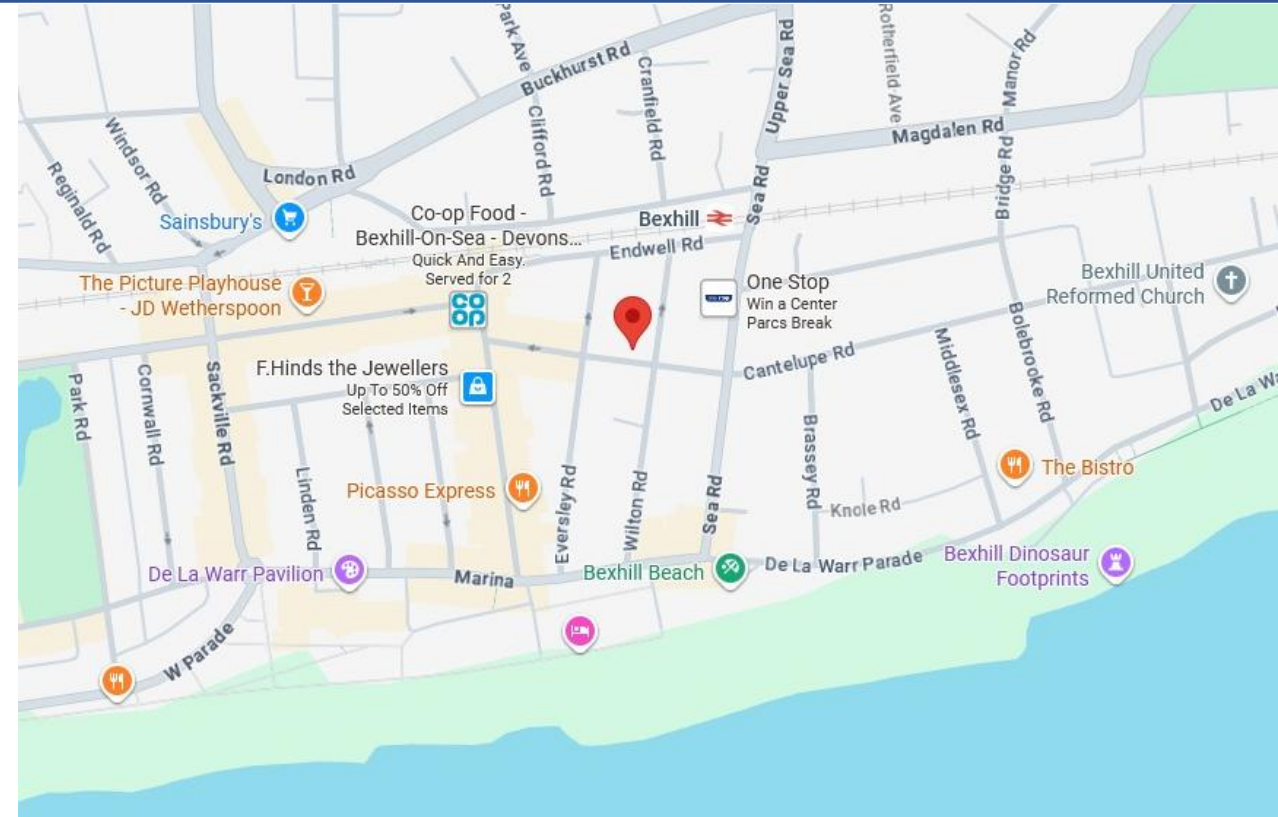 Park Ave
Buckhurst Rd
Cranfield Rd
Upper Sea Rd
Rotherfield Ave
Manor Rd
Magdalen Rd
Bridge Rd
Windsor Rd
Reginald Rd
London Rd
Clifford Rd
Sainsbury's
Co-op Food -
Bexhill-On-Sea - Devons...
Quick And Easy.
Served for 2
Bexhill
Sea Rd
Endwell Rd
The Picture Playhouse
- JD Wetherspoon
co
op
One Stop
Win a Center
Parcs Break
Bexhill United
Reformed Church
F.Hinds the Jewellers
Up To 50% Off
Selected Items
Cantelupe Rd
Middlesex Rd
Bolebrooke Rd
De La Wa
Park Rd
Cornwall Rd
Sackville Rd
Linden Rd
Picasso Express
Eversley Rd
Wilton Rd
Sea Rd
Brassey Rd
Knole Rd
The Bistro
De La Warr Pavilion
Marina
Bexhill Beach
De La Warr Parade
Bexhill Dinosaur
Footprints
W Parade